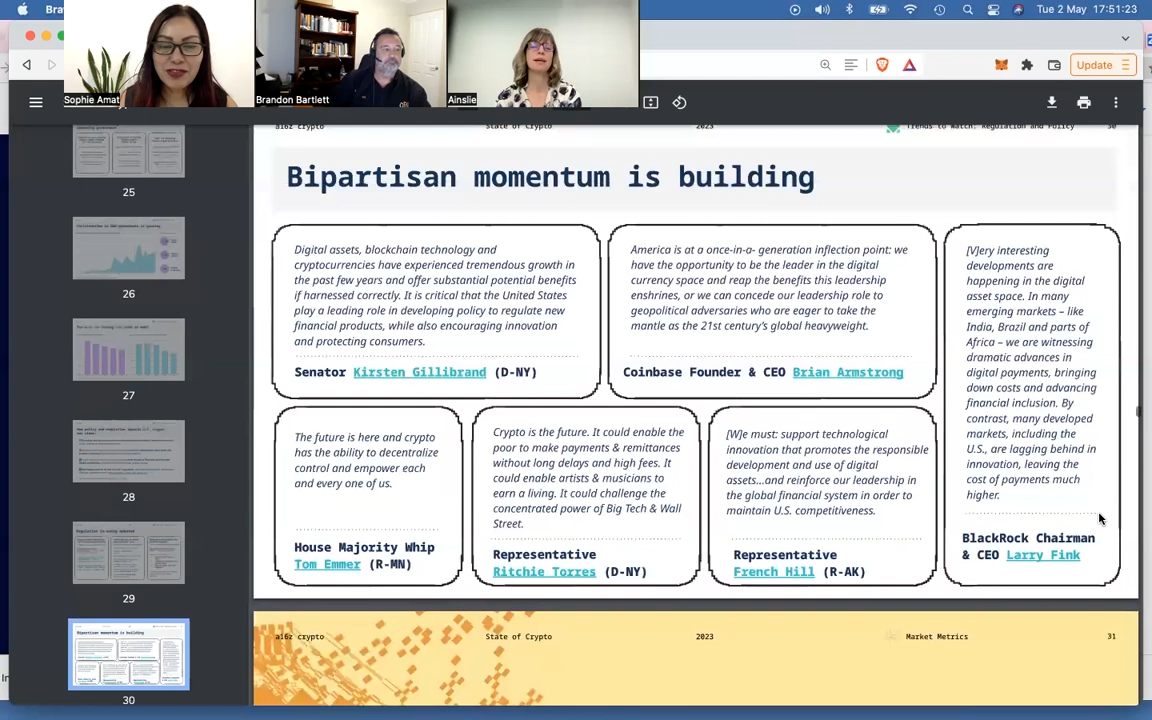 Brav
Tue 2 May 17:51:23
Sophie Amat
Brandon Bartlett
Ainslie
Update
a16z crypto
State of Crypto
2023
Trends to Watch: Regulation and Policy
30
Bipartisan momentum is building
Digital assets, blockchain technology and
cryptocurrencies have experienced tremendous growth in
the past few years and offer substantial potential benefits
if harnessed correctly. It is critical that the United States
play a leading role in developing policy to regulate new
financial products, while also encouraging innovation
and protecting consumers.
Senator Kirsten Gillibrand (D-NY)
America is at a once-in-a- generation inflection point: we
have the opportunity to be the leader in the digital
currency space and reap the benefits this leadership
enshrines, or we can concede our leadership role to
geopolitical adversaries who are eager to take the
mantle as the 21st century's global heavyweight.
Coinbase Founder & CEO Brian Armstrong
[V]ery interesting
developments are
happening in the digital
asset space. In many
emerging markets – like
India, Brazil and parts of
Africa – we are witnessing
dramatic advances in
digital payments, bringing
down costs and advancing
financial inclusion. By
contrast, many developed
markets, including the
U.S., are lagging behind in
innovation, leaving the
cost of payments much
higher.
BlackRock Chairman
& CEO Larry Fink
The future is here and crypto
has the ability to decentralize
control and empower each
and every one of us.
House Majority Whip
Tom Emmer (R-MN)
Crypto is the future. It could enable the
poor to make payments & remittances
without long delays and high fees. It
could enable artists & musicians to
earn a living. It could challenge the
concentrated power of Big Tech & Wall
Street.
Representative
Ritchie Torres (D-NY)
[W]e must: support technological
innovation that promotes the responsible
development and use of digital
assets...and reinforce our leadership in
the global financial system in order to
maintain U.S. competitiveness.
Representative
French Hill (R-AK)
a16z crypto
State of Crypto
2023
Market Metrics
31
25
26
27
28
29
Bipartisan momentum is building
30